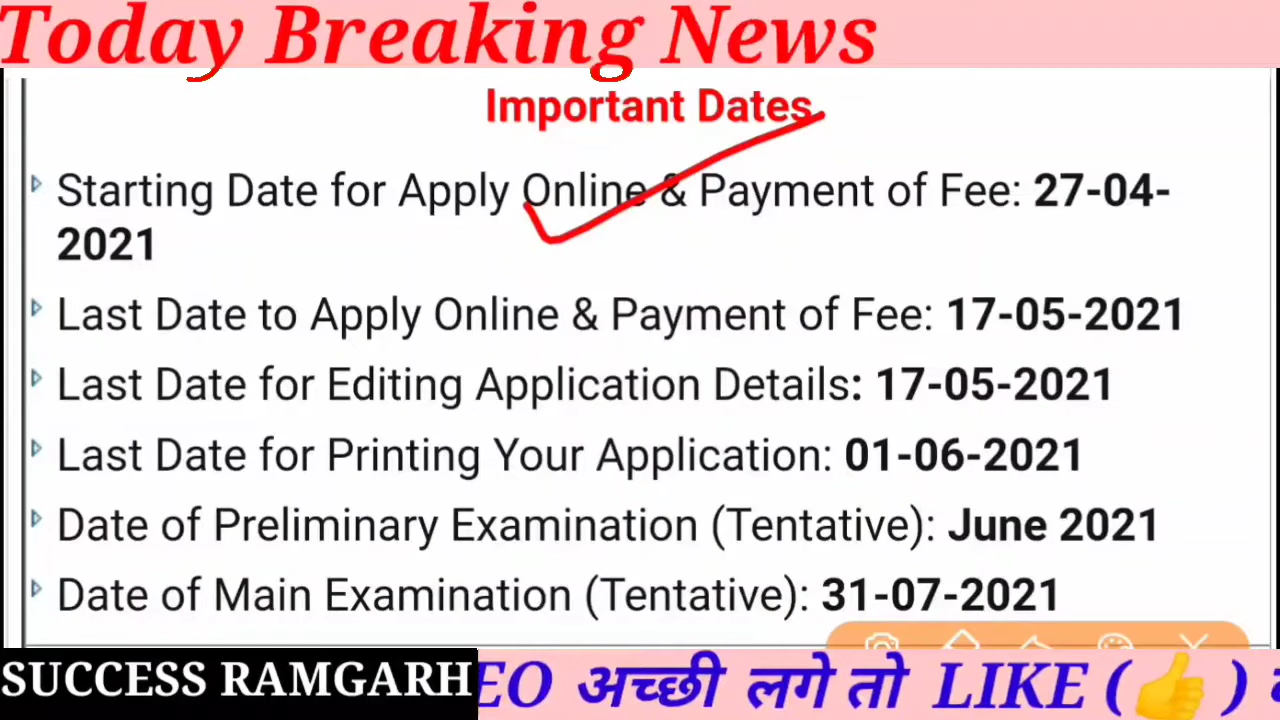 Today Breaking News
Important Dates
Starting Date for Apply Online & Payment of Fee: 27-04-
2021
Last Date to Apply Online & Payment of Fee: 17-05-2021
Last Date for Editing Application Details: 17-05-2021
Last Date for Printing Your Application: 01-06-2021
Date of Preliminary Examination (Tentative): June 2021
Date of Main Examination (Tentative): 31-07-2021
SUCCESS RAMGARH
EO अच्छी लगे तो LIKE (👍)